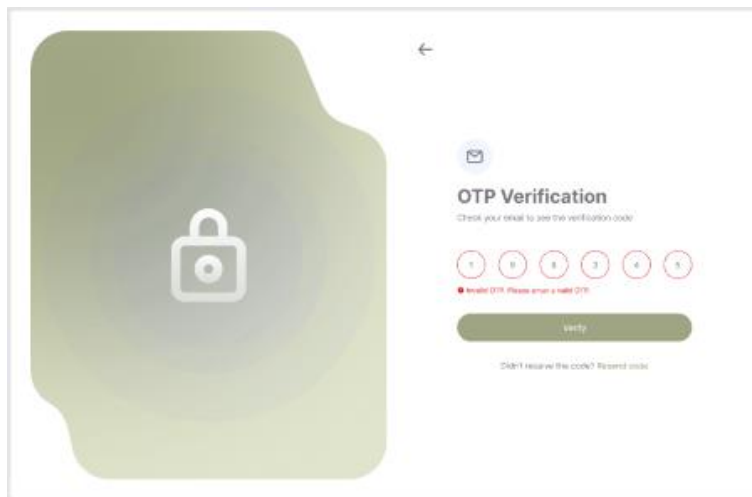 OTP Verification
Check your email to see the verification code
3 4 5
Invalid OTP. Please enter a valid OTP.
Verify
Didn't receive the code? Resend code